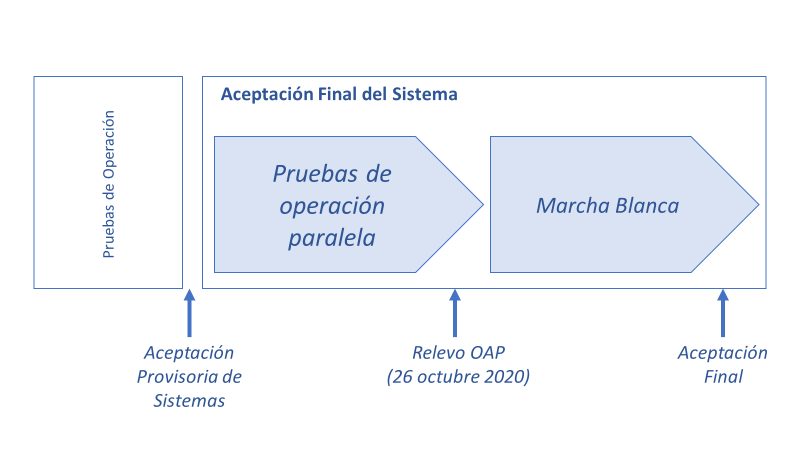 Pruebas de Operación
Aceptación Final del Sistema
Pruebas de
operación
paralela
Marcha Blanca
Aceptación
Provisoria de
Sistemas
Relevo OAP
(26 octubre 2020)
Aceptación
Final